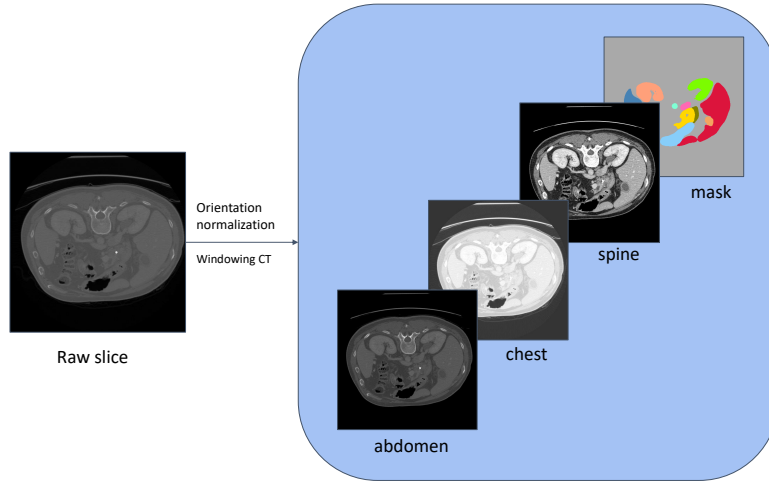 Orientation
normalization
Windowing CT
Raw slice
mask
spine
chest
abdomen